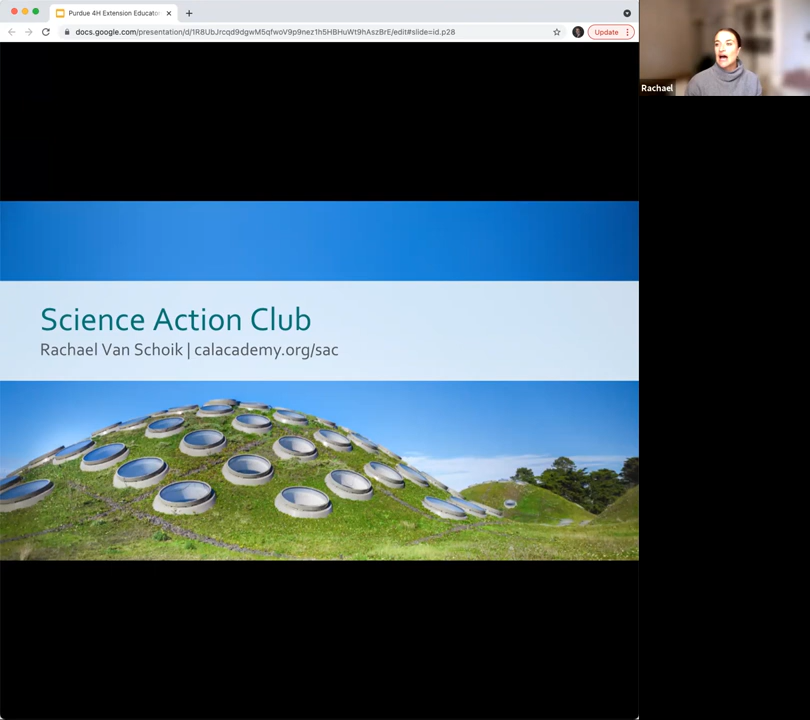 Purdue 4H Extension Educator
docs.google.com/presentation/d/1R8UbJrcqd9dgwM5qfwoV9p9nez1h5HBHuWt9hAszBrE/edit#slide=id.p28
Update
Rachael
Science Action Club
Rachael Van Schoik | calacademy.org/sac